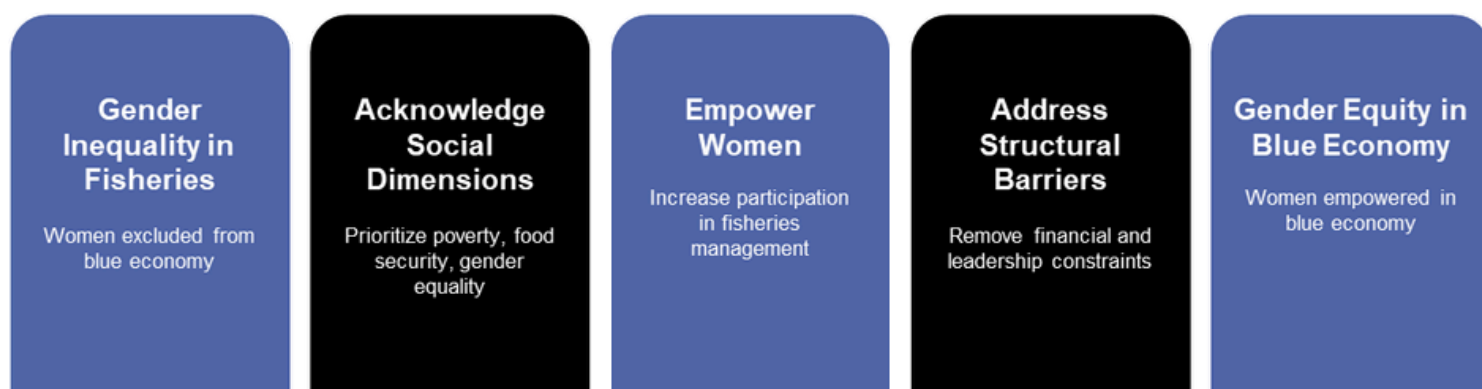 Gender
Inequality in
Fisheries
Women excluded from
blue economy
Acknowledge
Social
Dimensions
Prioritize poverty, food
security, gender
equality
Empower
Women
Increase participation
in fisheries
management
Address
Structural
Barriers
Remove financial and
leadership constraints
Gender Equity in
Blue Economy
Women empowered in
blue economy